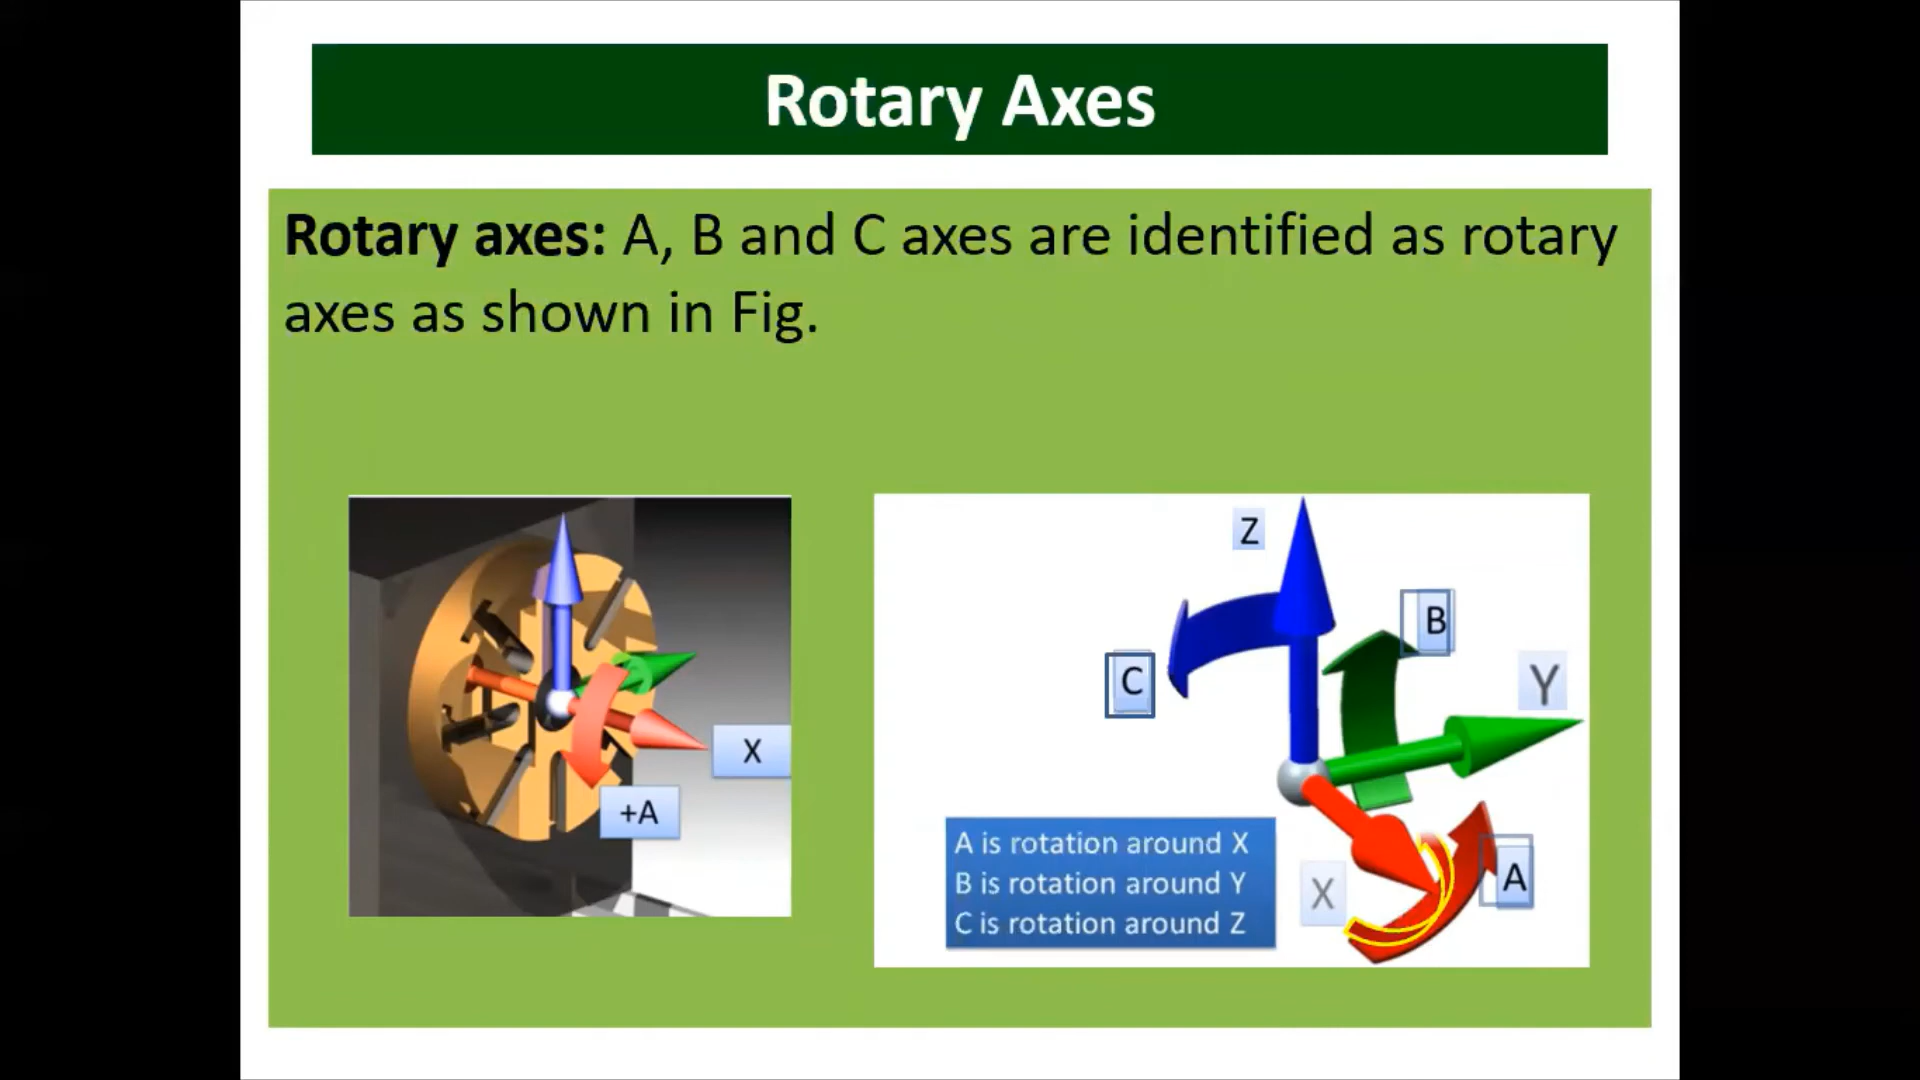 Rotary Axes
Rotary axes: A, B and C axes are identified as rotary
axes as shown in Fig.
X
+A
Z
B
C
Y
A is rotation around X
B is rotation around Y
C is rotation around Z
X
A